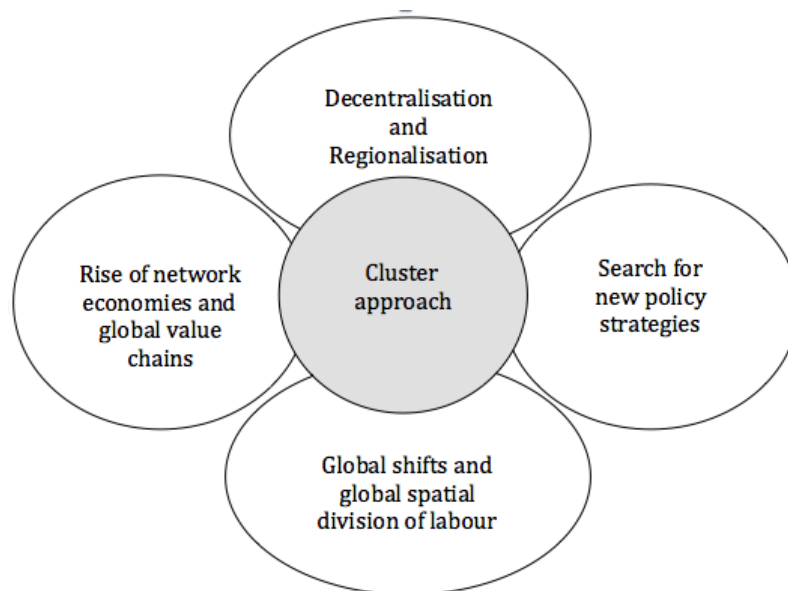 Decentralisation
and
Regionalisation
Rise of network
economies and
global value
chains
Cluster
approach
Search for
new policy
strategies
Global shifts and
global spatial
division of labour